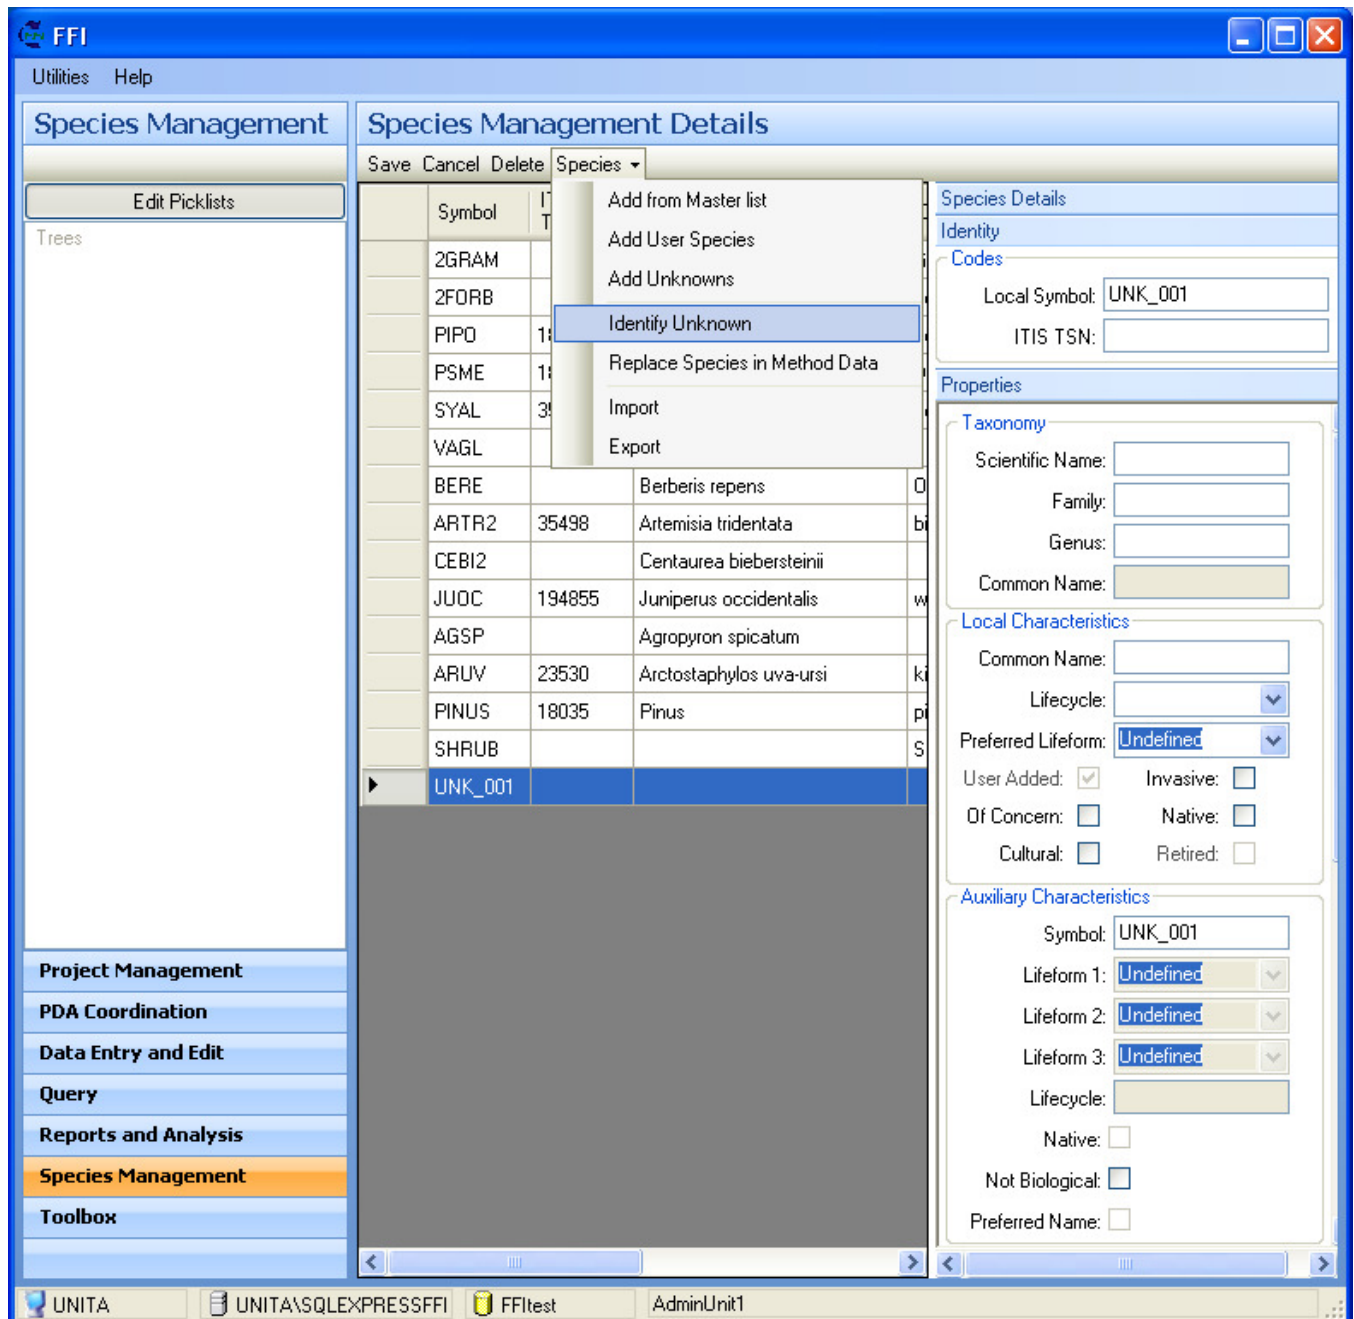 FFI
Utilities Help
Species Management
Species Management Details
Save Cancel Delete Species
Edit Picklists
Trees
Symbol
Add from Master list
Add User Species
Add Unknowns
Identify Unknown
Replace Species in Method Data
Import
Export
2GRAM
2FORB
PIPO
PSME
SYAL
VAGL
BERE Berberis repens
ARTR2 35498 Artemisia tridentata
CEBI2 Centaurea biebersteinii
JUOC 194855 Juniperus occidentalis
AGSP Agropyron spicatum
ARUV 23530 Arctostaphylos uva-ursi
PINUS 18035 Pinus
SHRUB
UNK_001
Species Details
Identity
Codes
Local Symbol: UNK_001
ITIS TSN:
Properties
Taxonomy
Scientific Name:
Family:
Genus:
Common Name:
Local Characteristics
Common Name:
Lifecycle:
Preferred Lifeform: Undefined
User Added: Invasive:
Of Concern: Native:
Cultural: Retired:
Auxiliary Characteristics
Symbol: UNK_001
Lifeform 1: Undefined
Lifeform 2: Undefined
Lifeform 3: Undefined
Lifecycle:
Native:
Not Biological:
Preferred Name:
Project Management
PDA Coordination
Data Entry and Edit
Query
Reports and Analysis
Species Management
Toolbox
UNITA UNITA\SQLEXPRESSFFI FFItest AdminUnit1